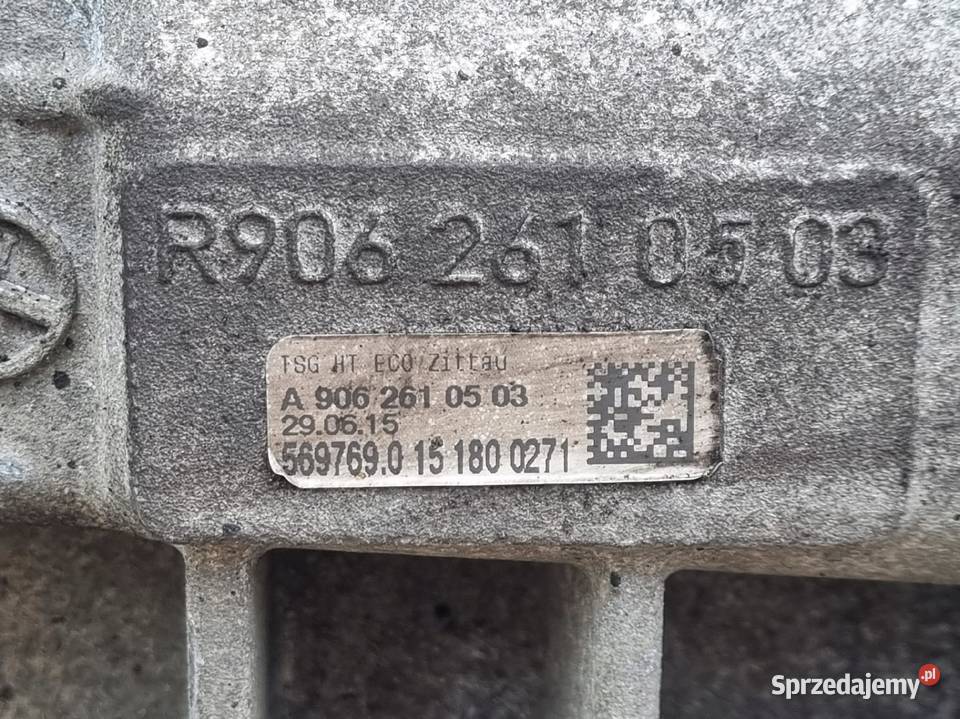 R906 261 05 03
TSG HT ECO/Zittau
A 906 261 05 03
29.06.15
569769.0 15 180 0271
Sprzedajemy.pl